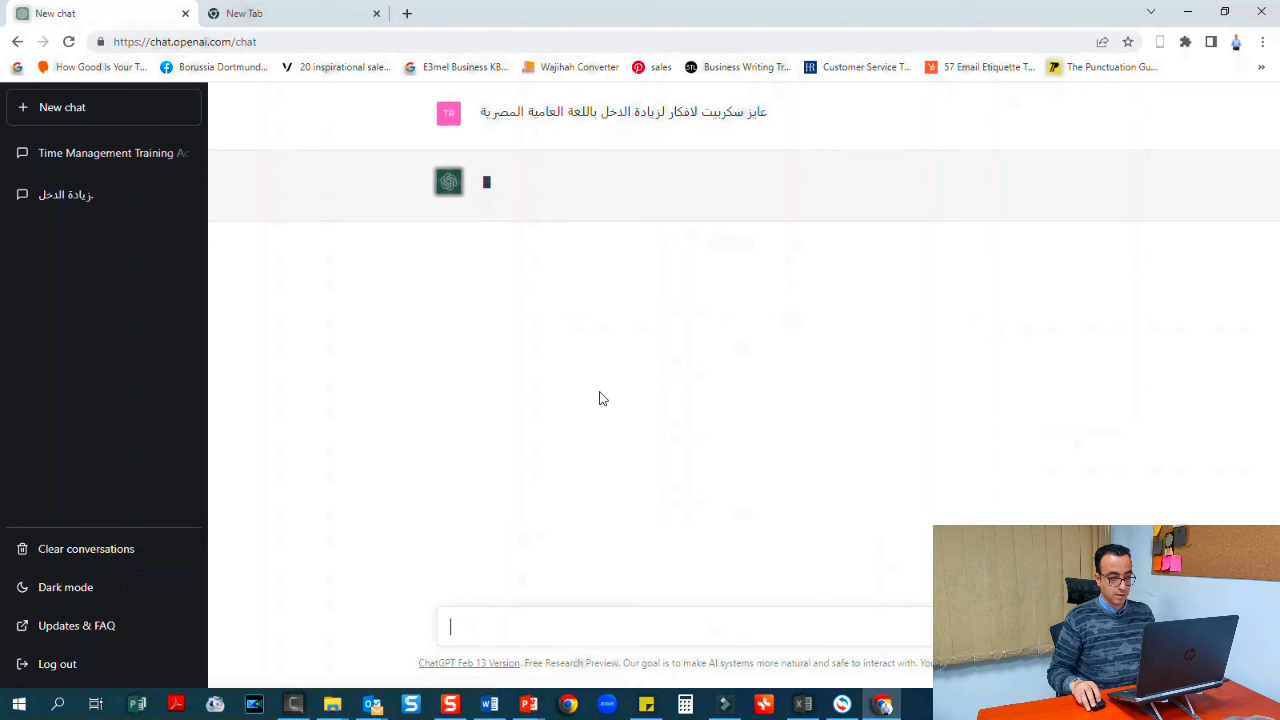 New chat
New Tab
https://chat.openai.com/chat
How Good Is Your T...
Borussia Dortmund...
20 inspirational sale...
E3mel Business KB...
Wajihah Converter
sales
Business Writing Tr...
Customer Service T...
57 Email Etiquette T...
The Punctuation Gu...
New chat
TR
عايز سكربيت لافكار لزيادة الدخل باللغة العامية المصرية
Time Management Training Ac
زيادة الدخل.
Clear conversations
Dark mode
Updates & FAQ
Log out
ChatGPT Feb 13 Version. Free Research Preview. Our goal is to make AI systems more natural and safe to interact with. You